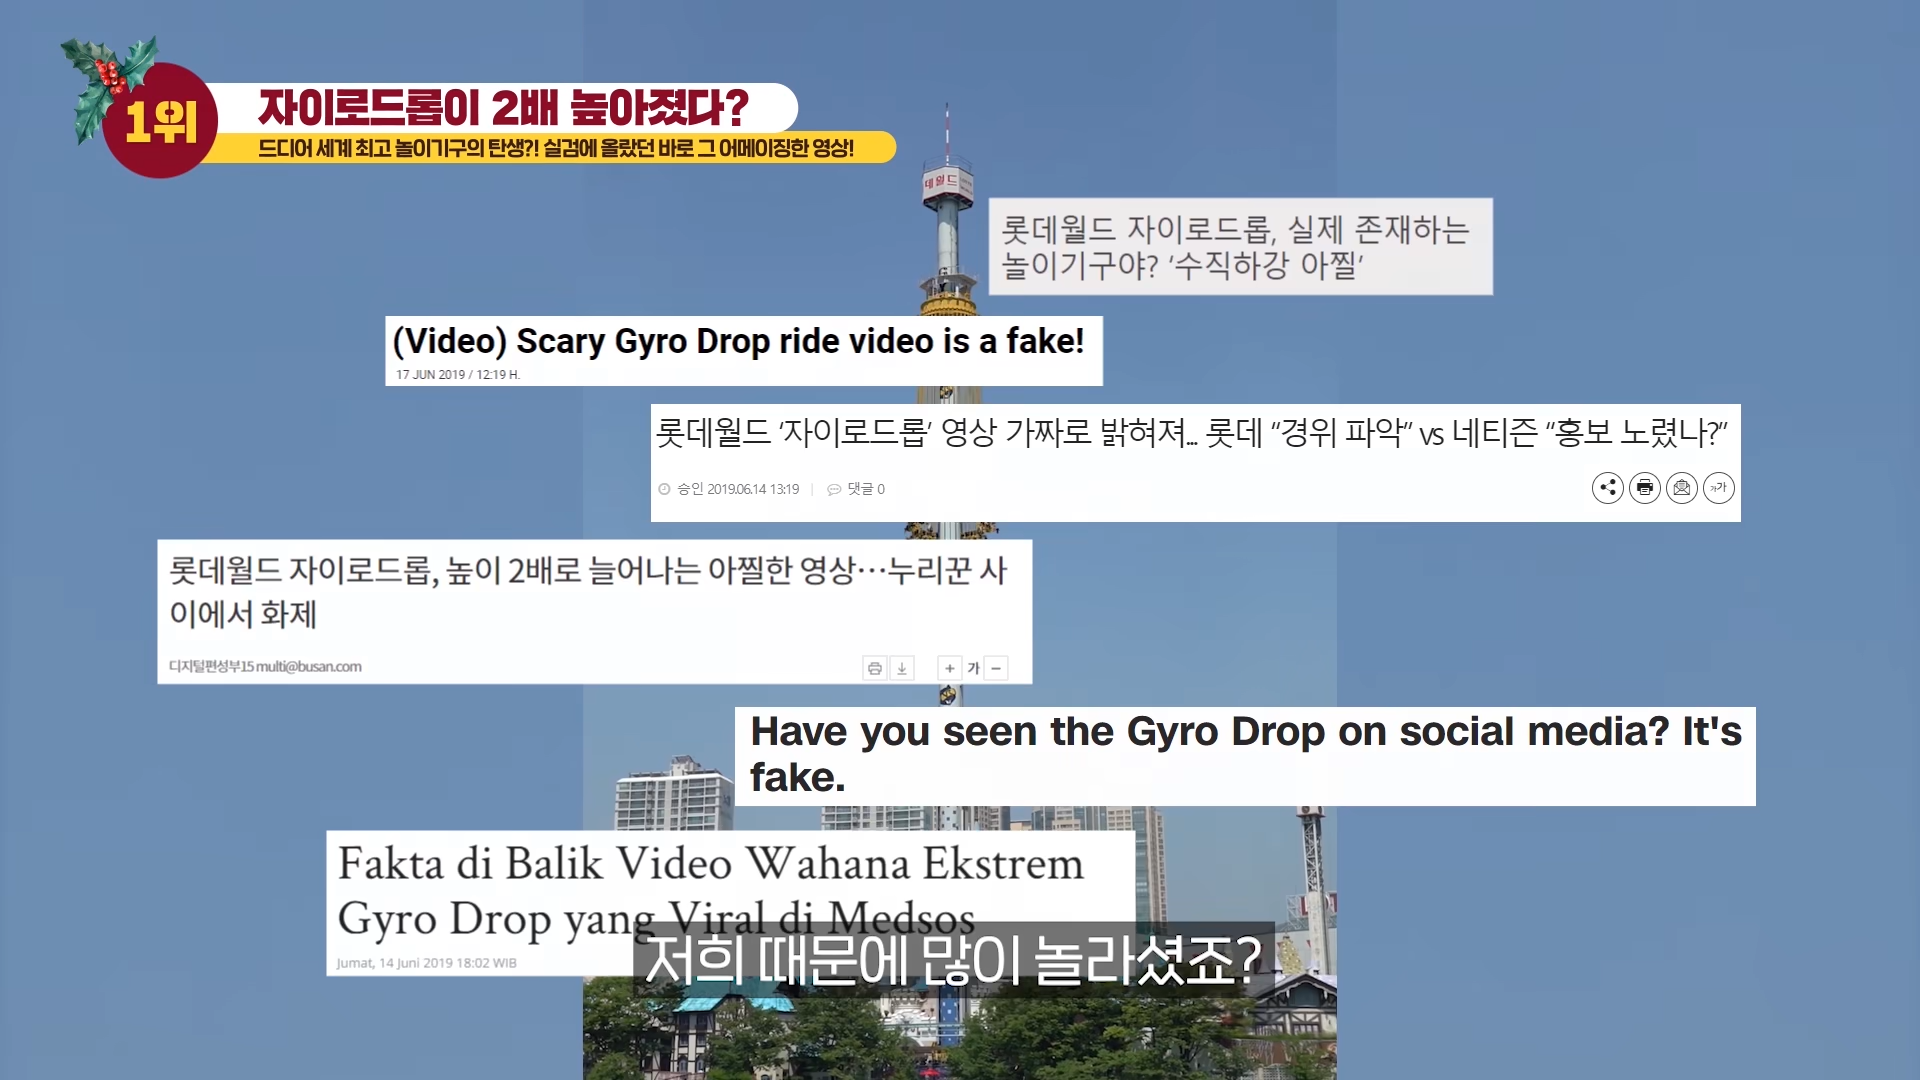 1위
자이로드롭이 2배 높아졌다?
드디어 세계 최고 놀이기구의 탄생?! 실검에 올랐던 바로 그 어메이징한 영상!
데월드
롯데월드 자이로드롭, 실제 존재하는
놀이기구야? ‘수직하강 아찔’
(Video) Scary Gyro Drop ride video is a fake!
17 JUN 2019 / 12:19 H.
롯데월드 ‘자이로드롭’ 영상 가짜로 밝혀져... 롯데 “경위 파악” vs 네티즌 “홍보 노렸나?”
승인 2019.06.14 13:19 | 댓글 0
가가
롯데월드 자이로드롭, 높이 2배로 늘어나는 아찔한 영상…누리꾼 사
이에서 화제
디지털편성부15 multi@busan.com
+ 가 −
Have you seen the Gyro Drop on social media? It's
fake.
Fakta di Balik Video Wahana Ekstrem
Gyro Drop yang Viral di Medsos
Jumat, 14 Juni 2019 18:02 WIB
저희 때문에 많이 놀라셨죠?